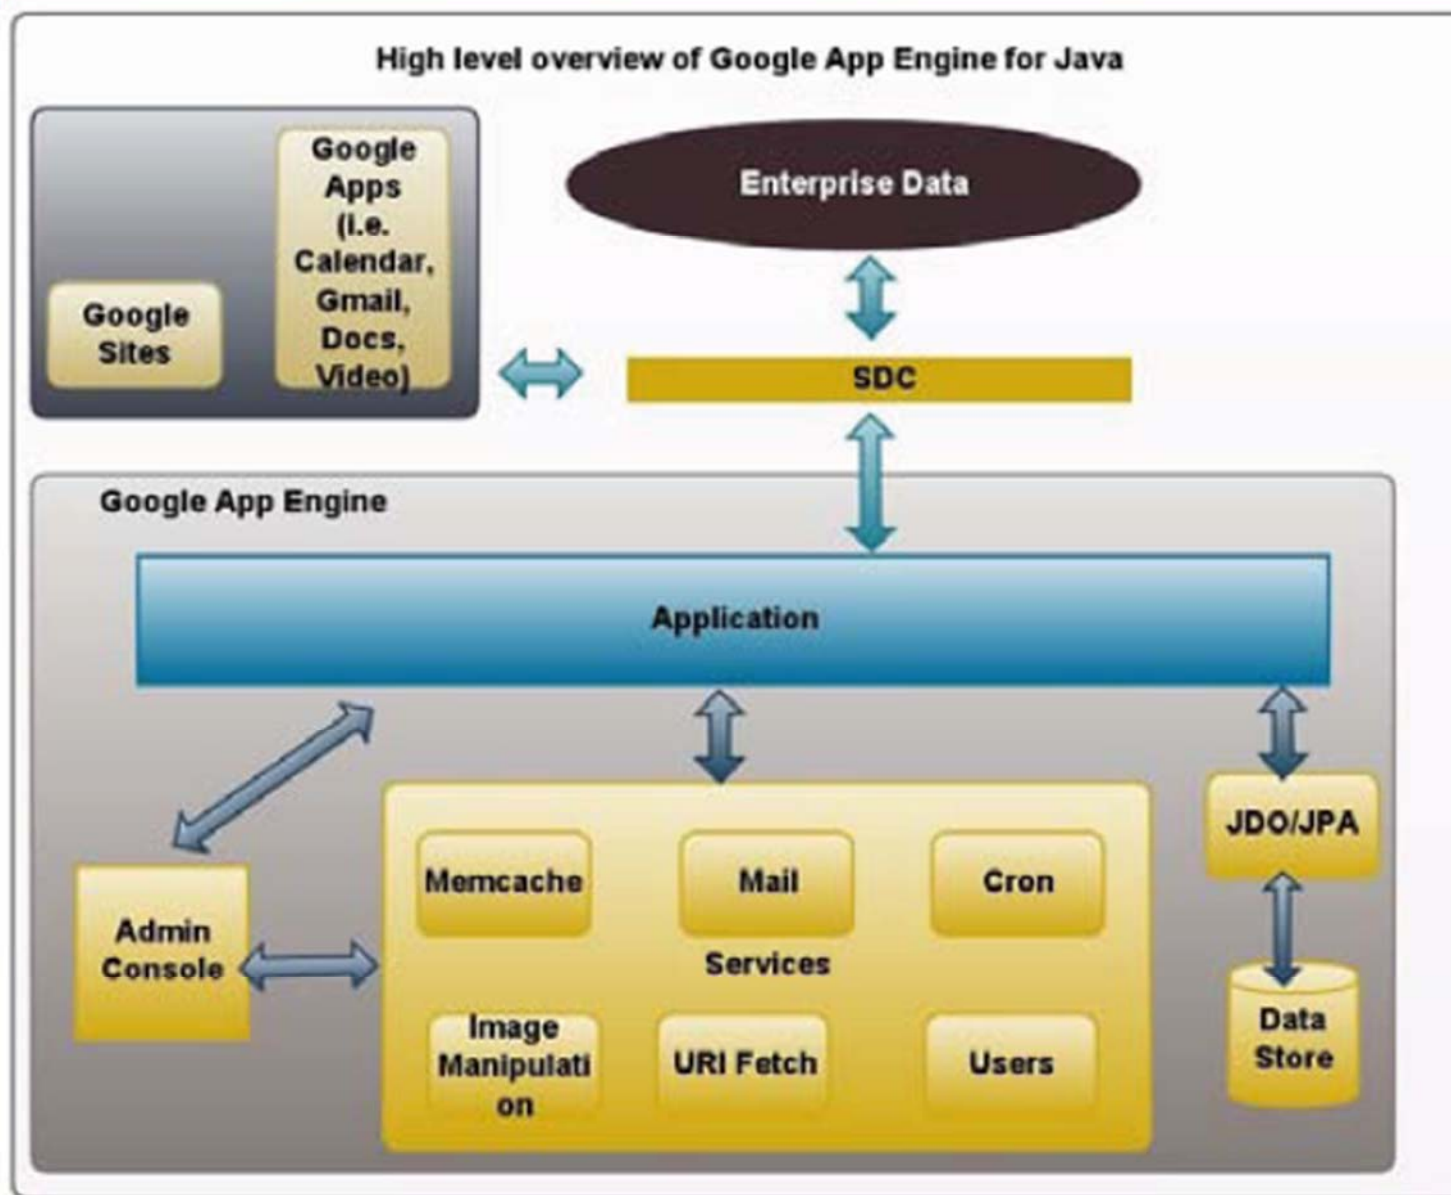 High level overview of Google App Engine for Java
Google
Apps
(i.e.
Calendar,
Gmail,
Docs,
Video)
Google
Sites
Enterprise Data
SDC
Google App Engine
Application
Admin
Console
Memcache
Mail
Cron
Services
Image
Manipulati
on
URI Fetch
Users
JDO/JPA
Data
Store